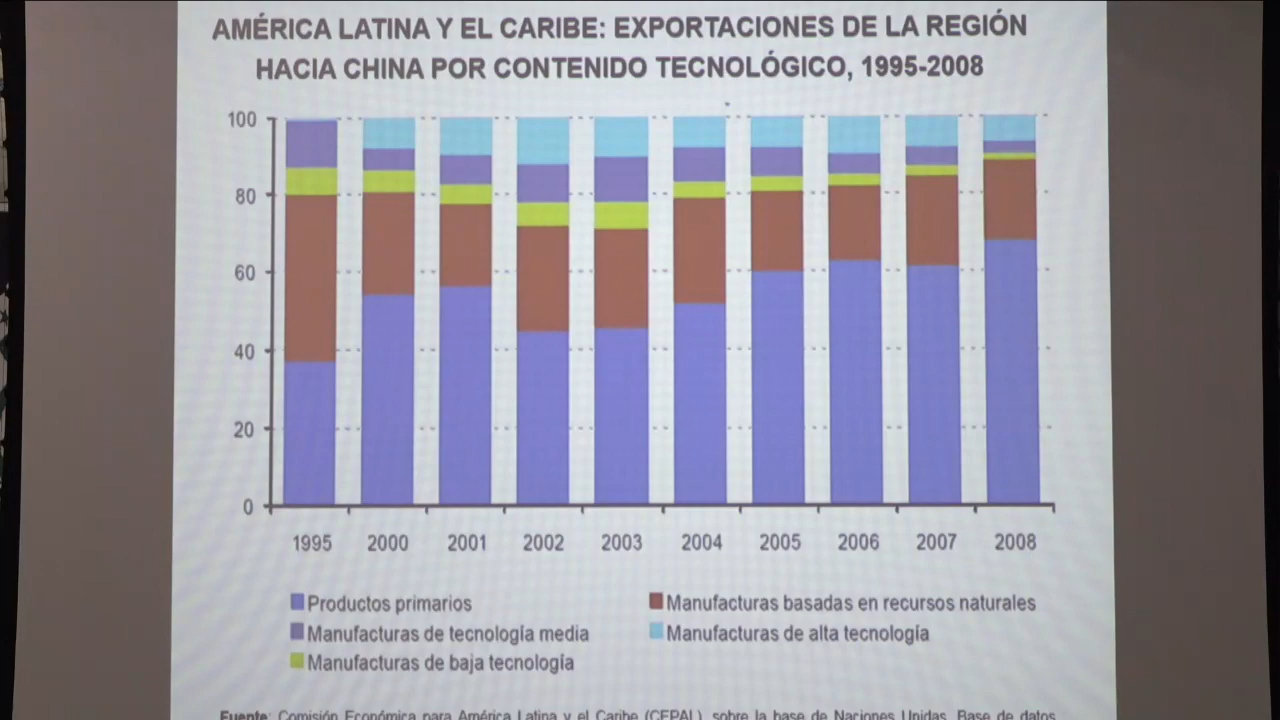 AMÉRICA LATINA Y EL CARIBE: EXPORTACIONES DE LA REGIÓN
HACIA CHINA POR CONTENIDO TECNOLÓGICO, 1995-2008
100
80
60
40
20
0
1995 2000 2001 2002 2003 2004 2005 2006 2007 2008
Productos primarios Manufacturas basadas en recursos naturales
Manufacturas de tecnología media Manufacturas de alta tecnología
Manufacturas de baja tecnología
Fuente: Comisión Económica para América Latina y el Caribe (CEPAL), sobre la base de Naciones Unidas, Base de datos